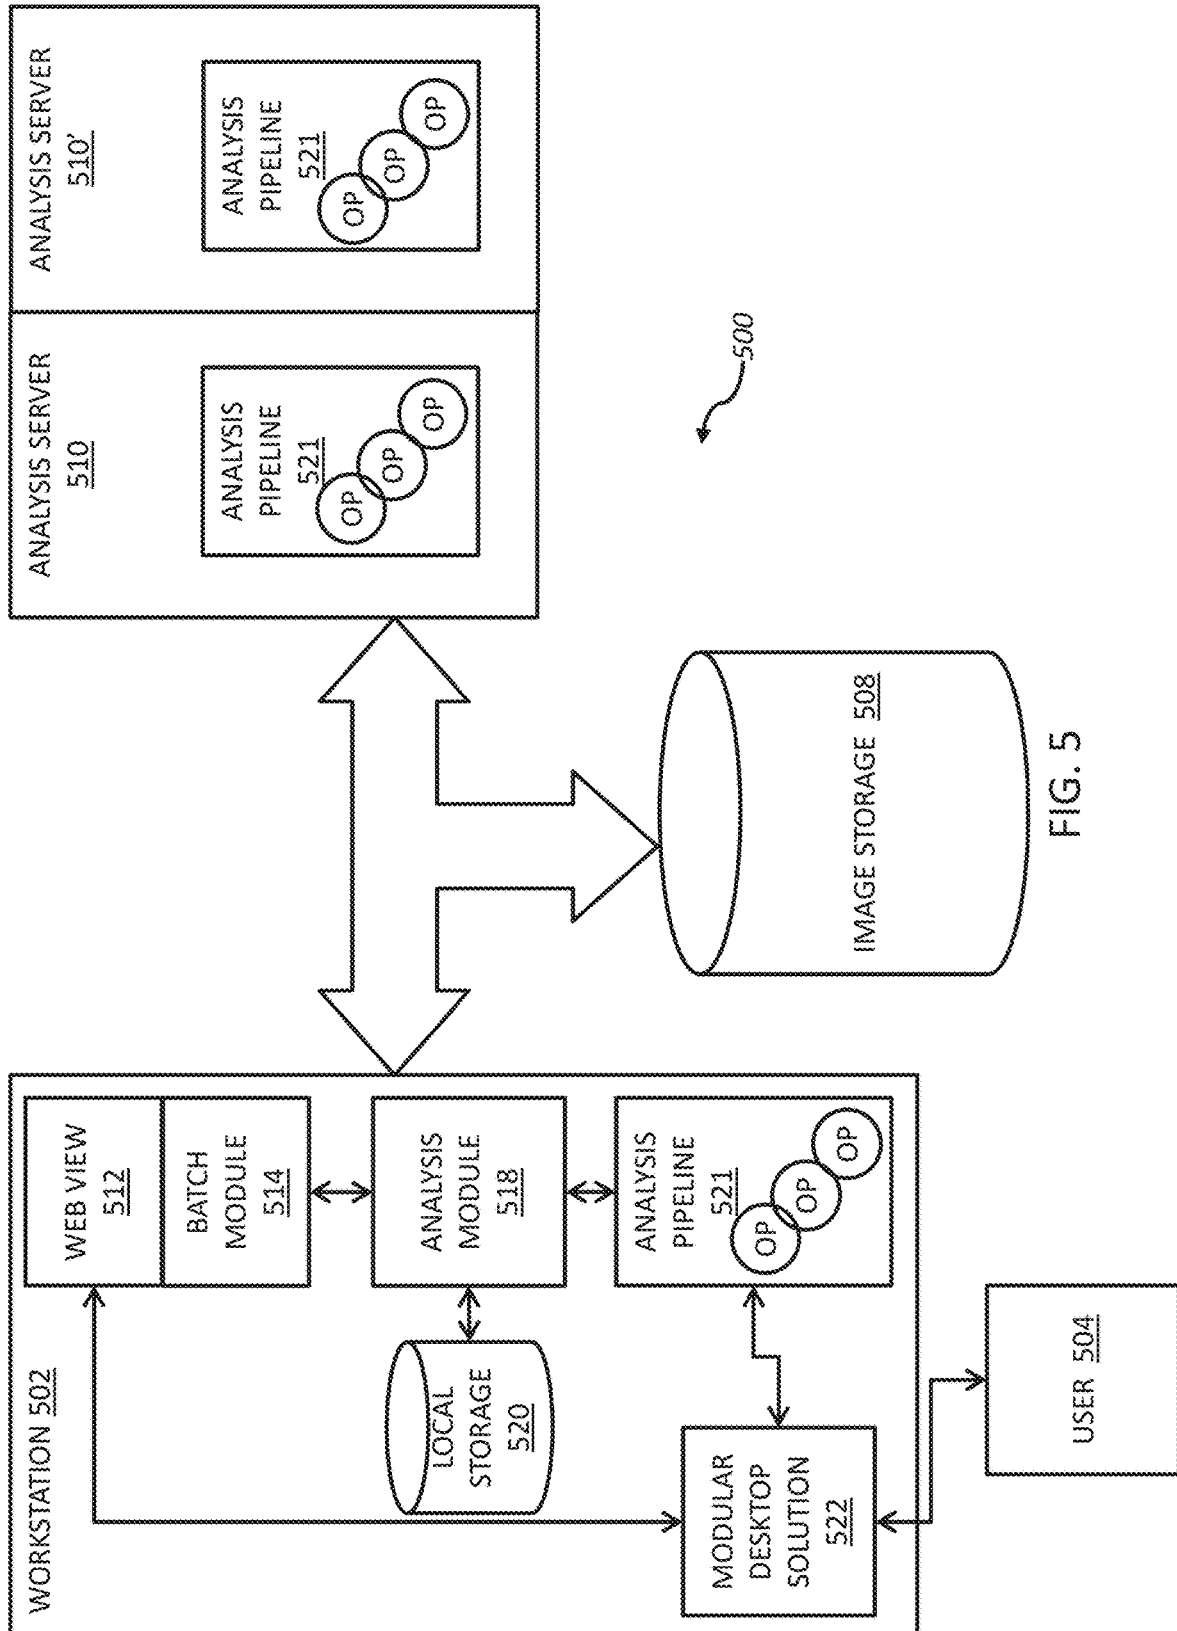 WORKSTATION 502
WEB VIEW
512
BATCH
MODULE
514
ANALYSIS
MODULE
518
LOCAL
STORAGE
520
ANALYSIS
PIPELINE
521
OP
OP
OP
MODULAR
DESKTOP
SOLUTION
522
USER 504
IMAGE STORAGE 508
ANALYSIS SERVER
510
ANALYSIS
PIPELINE
521
OP
OP
OP
ANALYSIS SERVER
510'
ANALYSIS
PIPELINE
521
OP
OP
OP
500
FIG. 5